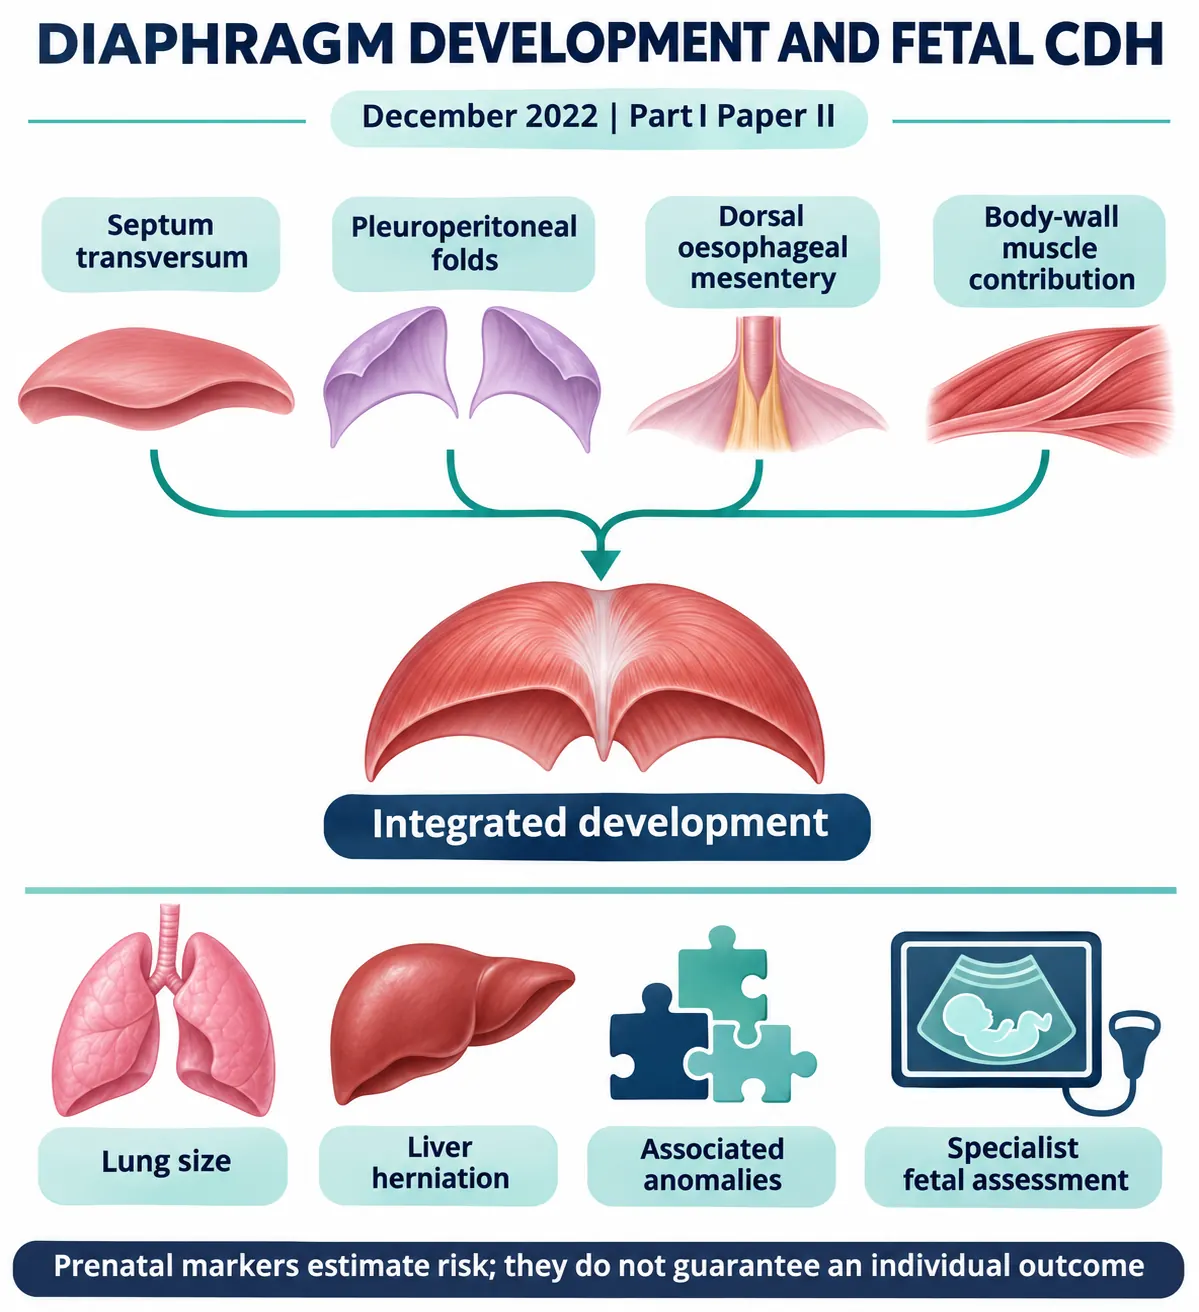 DIAPHRAGM DEVELOPMENT AND FETAL CDH
December 2022 | Part I Paper II
Septum
transversum
Pleuroperitoneal
folds
Dorsal
oesophageal
mesentery
Body-wall
muscle
contribution
Integrated development
Lung size
Liver
herniation
Associated
anomalies
Specialist
fetal assessment
Prenatal markers estimate risk; they do not guarantee an individual outcome